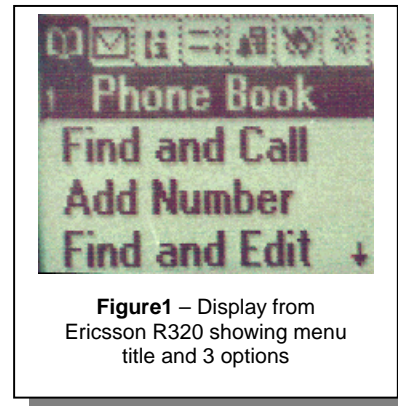 1 Phone Book
Find and Call
Add Number
Find and Edit ↓
Figure1 – Display from
Ericsson R320 showing menu
title and 3 options